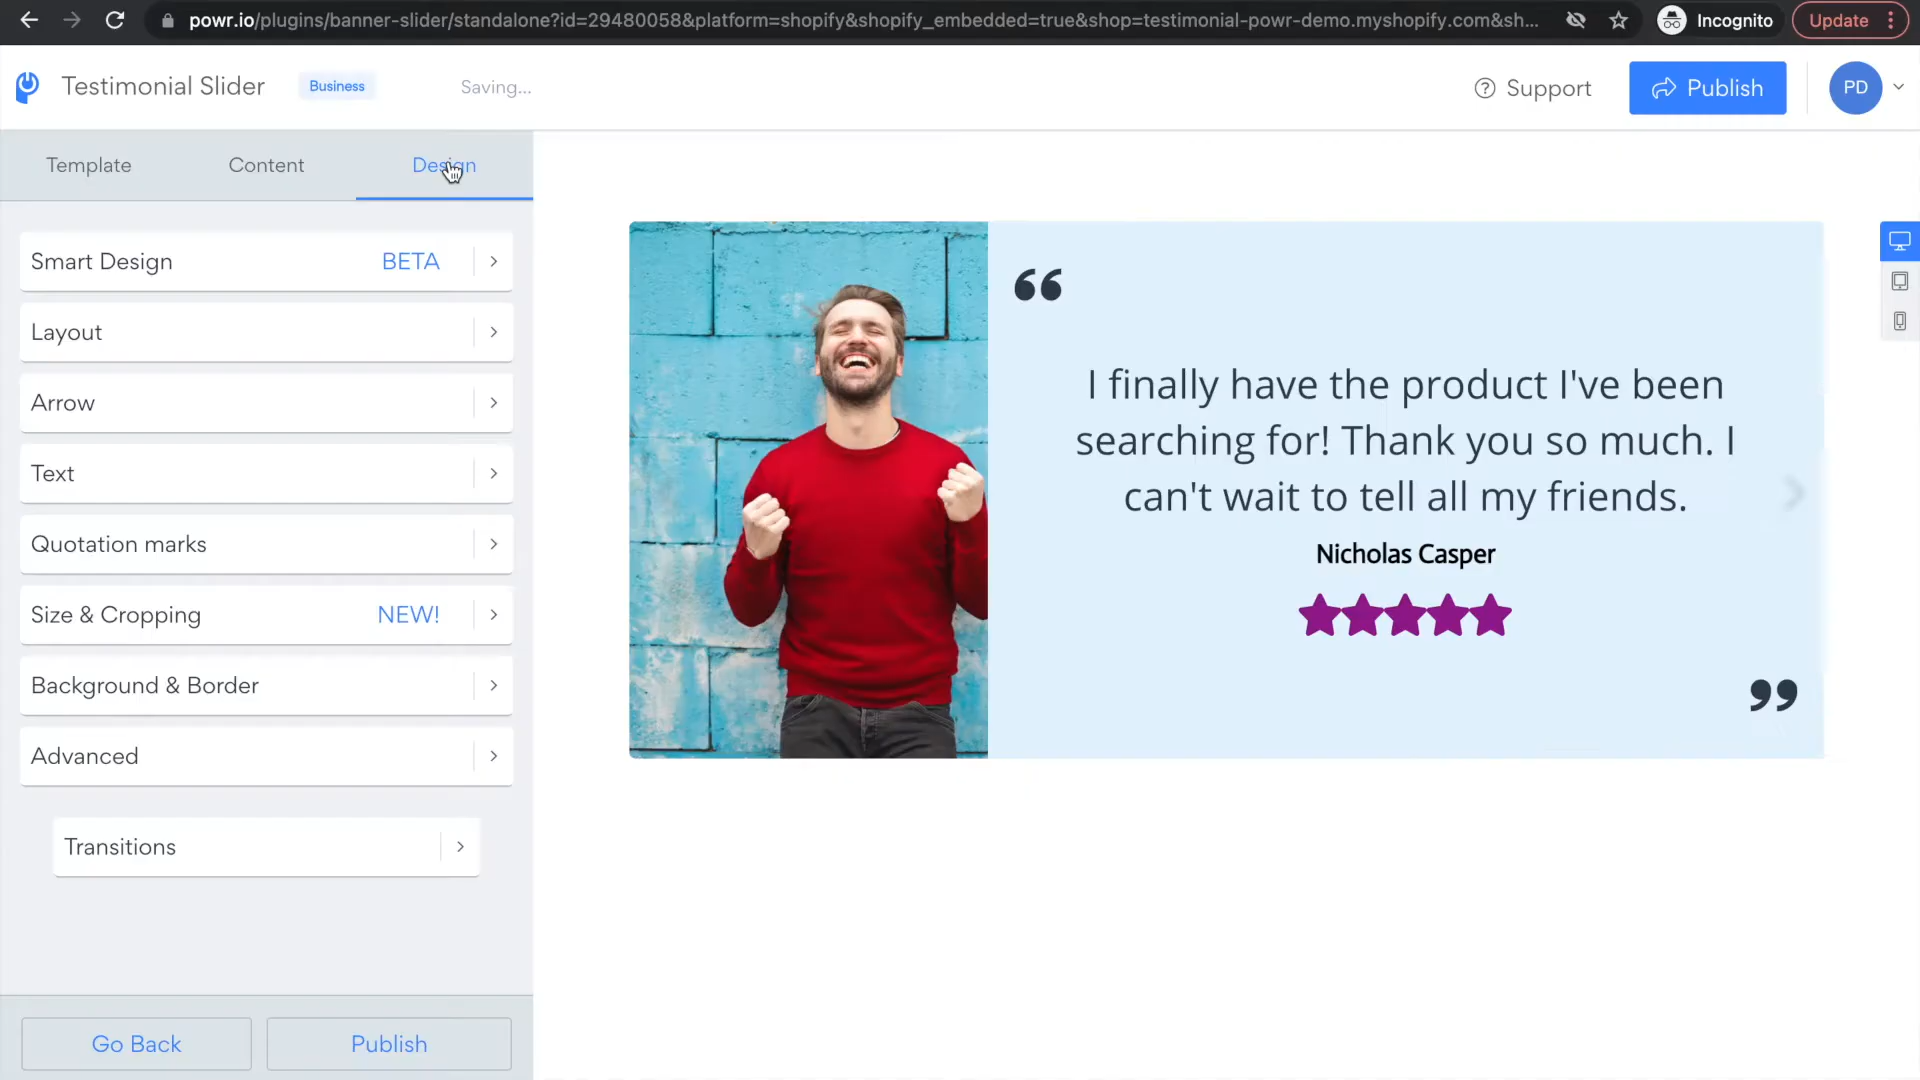 powr.io/plugins/banner-slider/standalone?id=29480058&platform=shopify&shopify_embedded=true&shop=testimonial-powr-demo.myshopify.com&sh...
Incognito
Update
Testimonial Slider
Business
Saving...
Support
Publish
PD
Template
Content
Design
Smart Design
BETA
Layout
Arrow
Text
Quotation marks
Size & Cropping
NEW!
Background & Border
Advanced
Transitions
Go Back
Publish
“
I finally have the product I've been
searching for! Thank you so much. I
can't wait to tell all my friends.
Nicholas Casper
”